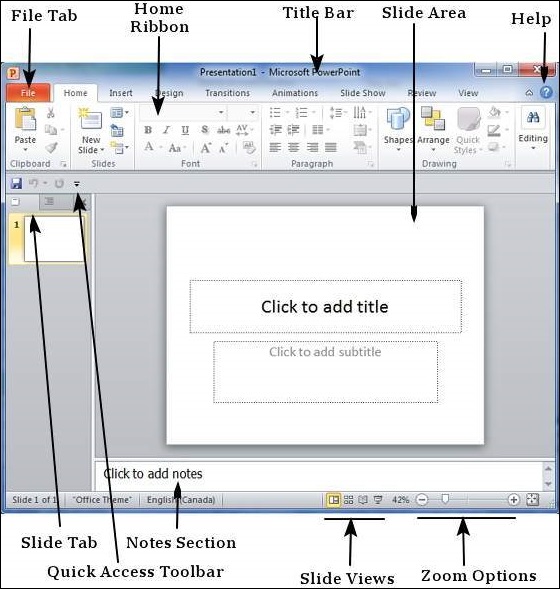 File Tab
Home
Ribbon
Title Bar
Slide Area
Help
Presentation1 - Microsoft PowerPoint
File Home Insert Design Transitions Animations Slide Show Review View
Paste
New
Slide
Shapes Arrange Quick
Styles
Editing
B I U S abc AV
A Aa A A
Clipboard Slides Font Paragraph Drawing
1
Click to add title
Click to add subtitle
Click to add notes
Slide 1 of 1 "Office Theme" English (Canada) 42%
Slide Tab
Notes Section
Quick Access Toolbar
Slide Views
Zoom Options